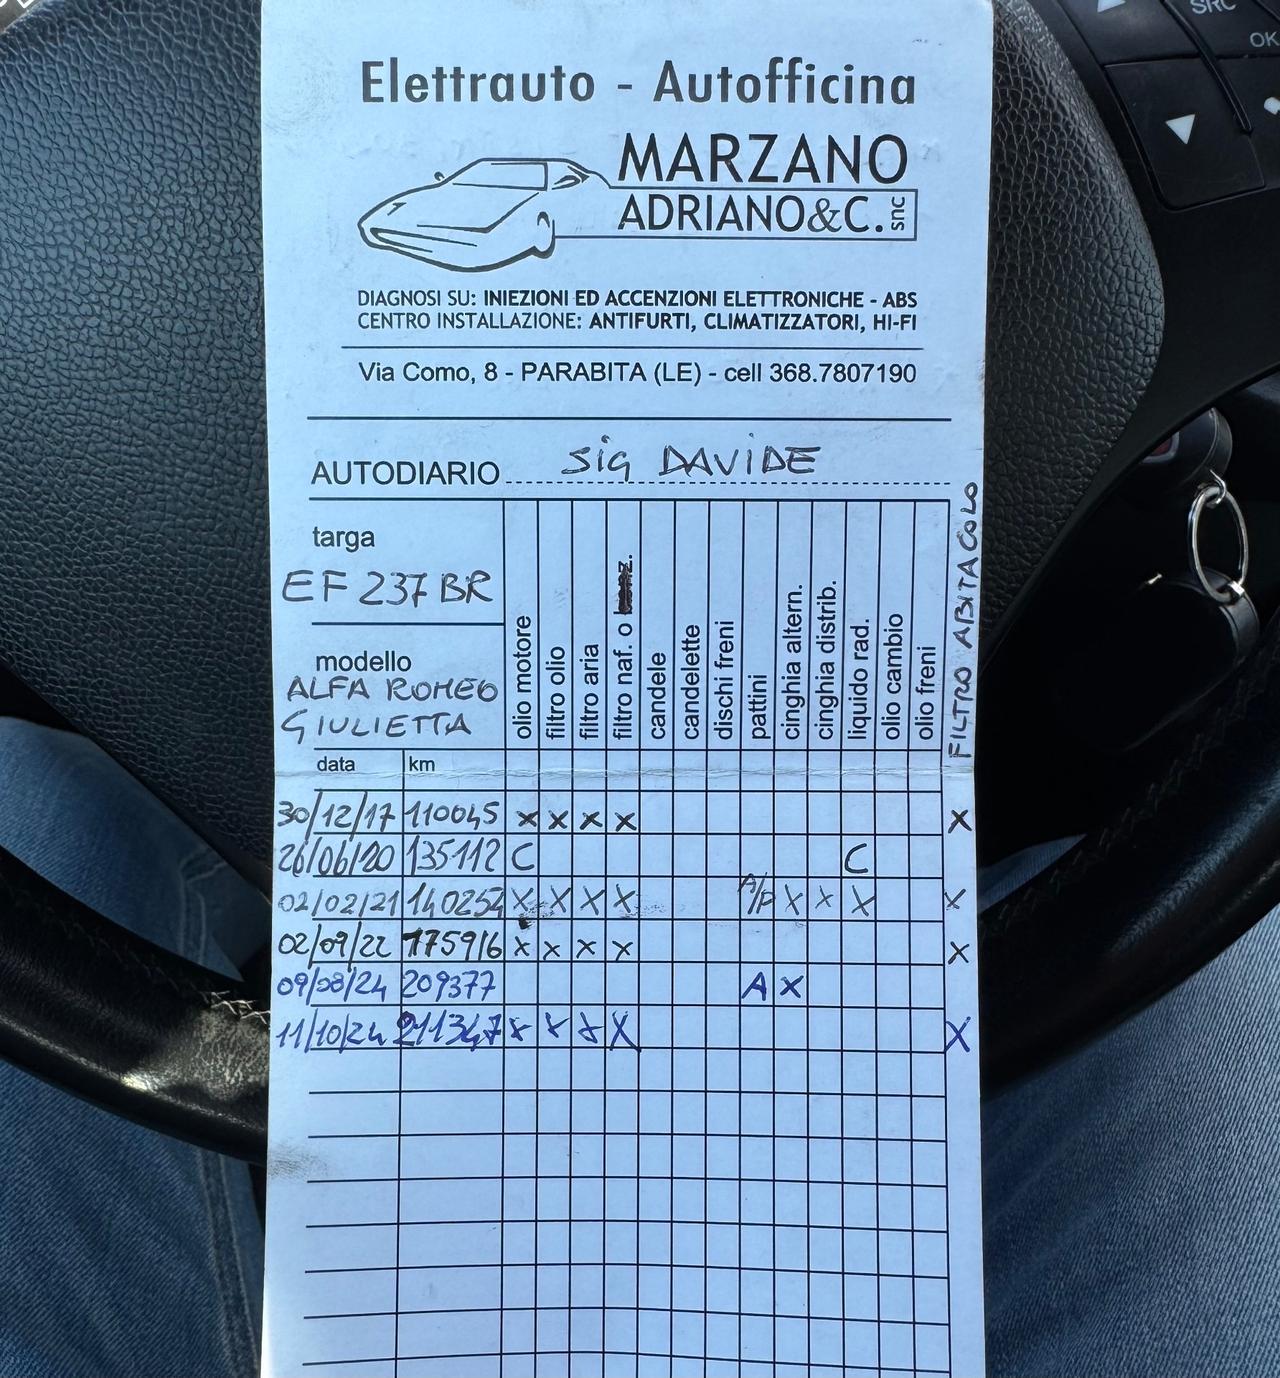 SRC
OK
Elettrauto - Autofficina
MARZANO
ADRIANO&C. snc
DIAGNOSI SU: INIEZIONI ED ACCENZIONI ELETTRONICHE - ABS
CENTRO INSTALLAZIONE: ANTIFURTI, CLIMATIZZATORI, HI-FI
Via Como, 8 - PARABITA (LE) - cell 368.7807190
AUTODIARIO Sig DAVIDE
targa
EF 237 BR
modello
ALFA ROMEO
GIULIETTA
data km
olio motore
filtro olio
filtro aria
filtro naf. o
candele
candelette
dischi freni
pattini
cinghia altern.
cinghia distrib.
liquido rad.
olio cambio
olio freni
FILTRO ABITACOLO
30/12/17 110045 x x x x x
26/06/20 135112 C C
02/02/21 140254 x x x x A/P x x x x
02/09/22 175916 x x x x x
09/08/24 209377 A x
11/10/24 211347 x x x x x